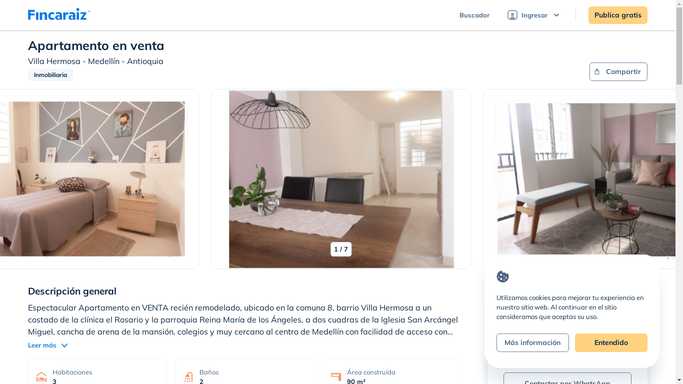 Fincaraiz
Buscador
Ingresar
Publica gratis
Apartamento en venta
Villa Hermosa - Medellín - Antioquia
Inmobiliaria
Compartir
1 / 7
Descripción general
Espectacular Apartamento en VENTA recién remodelado, ubicado en la comuna 8, barrio Villa Hermosa a un
costado de la clínica el Rosario y la parroquia Reina María de los Ángeles, a dos cuadras de la Iglesia San Arcángel
Miguel, cancha de arena de la mansión, colegios y muy cercano al centro de Medellín con facilidad de acceso con...
Leer más
Habitaciones
3
Baños
2
Área construida
90 m²
Utilizamos cookies para mejorar tu experiencia en
nuestro sitio web. Al continuar en el sitio
consideramos que aceptas su uso.
Más información
Entendido
Contactar por WhatsApp